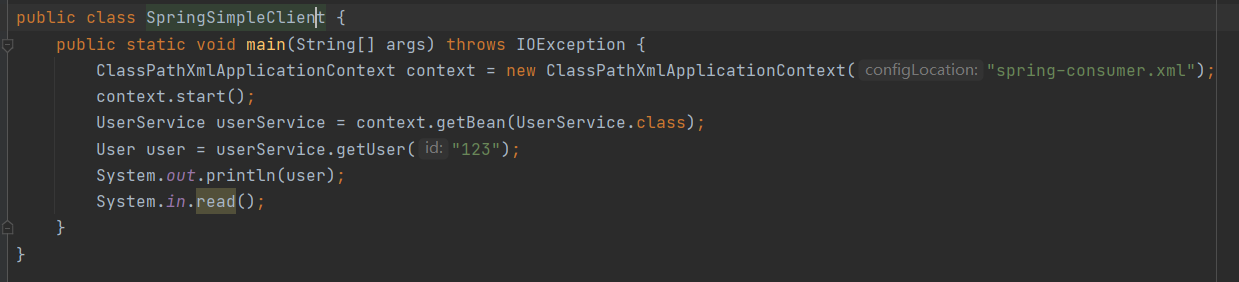 public class SpringSimpleClient {
public static void main(String[] args) throws IOException {
ClassPathXmlApplicationContext context = new ClassPathXmlApplicationContext( configLocation: "spring-consumer.xml");
context.start();
UserService userService = context.getBean(UserService.class);
User user = userService.getUser( id: "123");
System.out.println(user);
System.in.read();
}
}